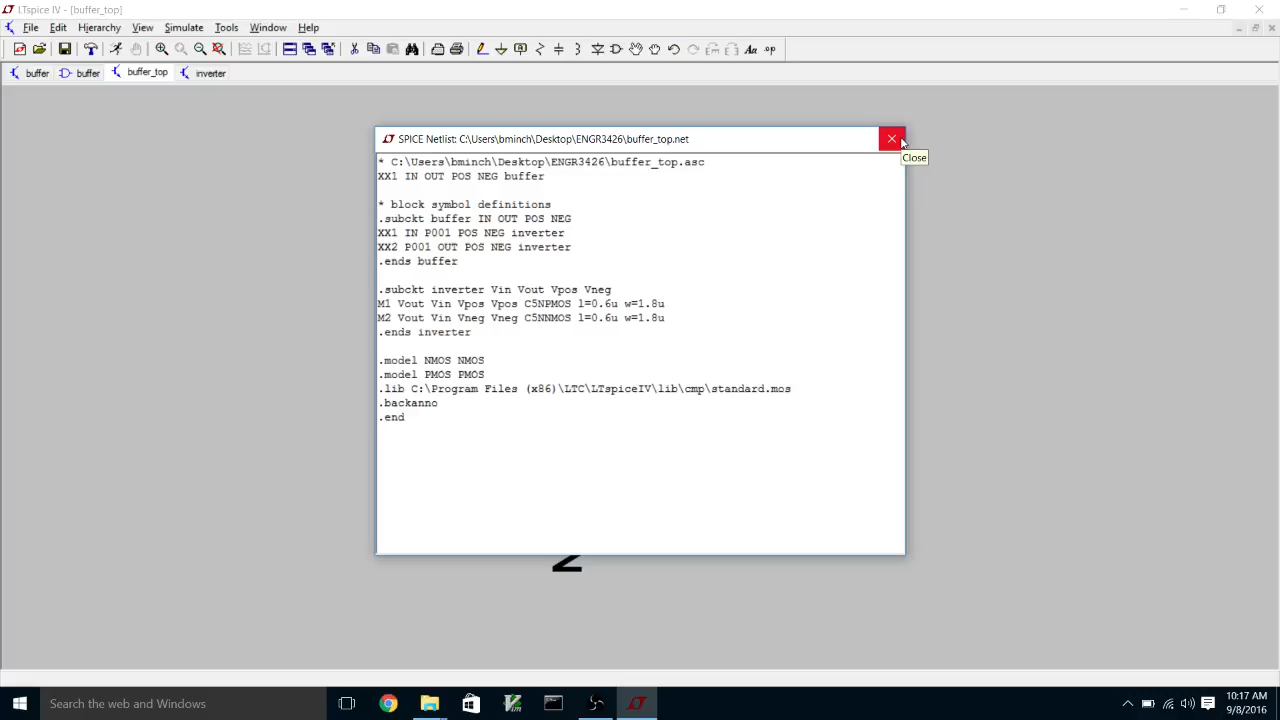 LTspice IV - [buffer_top]
File Edit Hierarchy View Simulate Tools Window Help
Aa .op
buffer buffer buffer_top inverter
SPICE Netlist: C:\Users\bminch\Desktop\ENGR3426\buffer_top.net
Close
* C:\Users\bminch\Desktop\ENGR3426\buffer_top.asc
XX1 IN OUT POS NEG buffer
* block symbol definitions
.subckt buffer IN OUT POS NEG
XX1 IN P001 POS NEG inverter
XX2 P001 OUT POS NEG inverter
.ends buffer
.subckt inverter Vin Vout Vpos Vneg
M1 Vout Vin Vpos Vpos C5NPMOS l=0.6u w=1.8u
M2 Vout Vin Vneg Vneg C5NNMOS l=0.6u w=1.8u
.ends inverter
.model NMOS NMOS
.model PMOS PMOS
.lib C:\Program Files (x86)\LTC\LTspiceIV\lib\cmp\standard.mos
.backanno
.end
Search the web and Windows
10:17 AM
9/8/2016